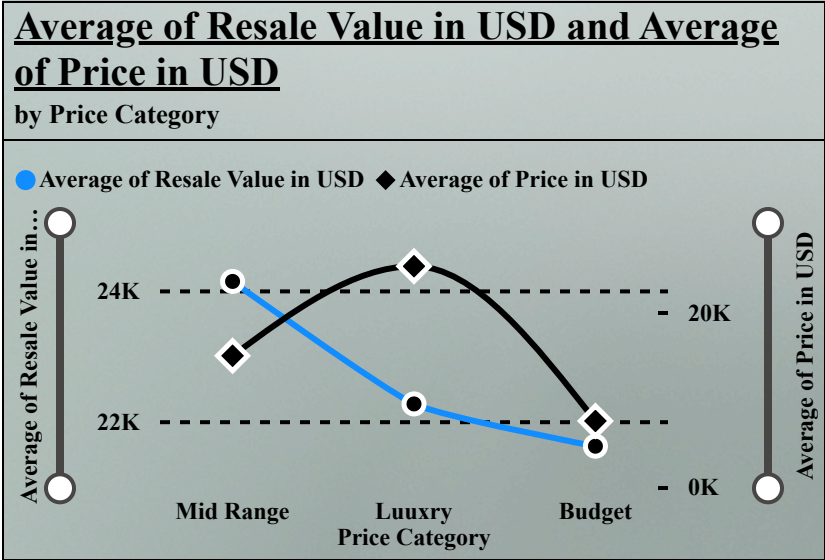 Average of Resale Value in USD and Average
of Price in USD
by Price Category
Average of Resale Value in USD
Average of Price in USD
Average of Resale Value in...
24K
22K
20K
0K
Average of Price in USD
Mid Range
Luuxry
Budget
Price Category